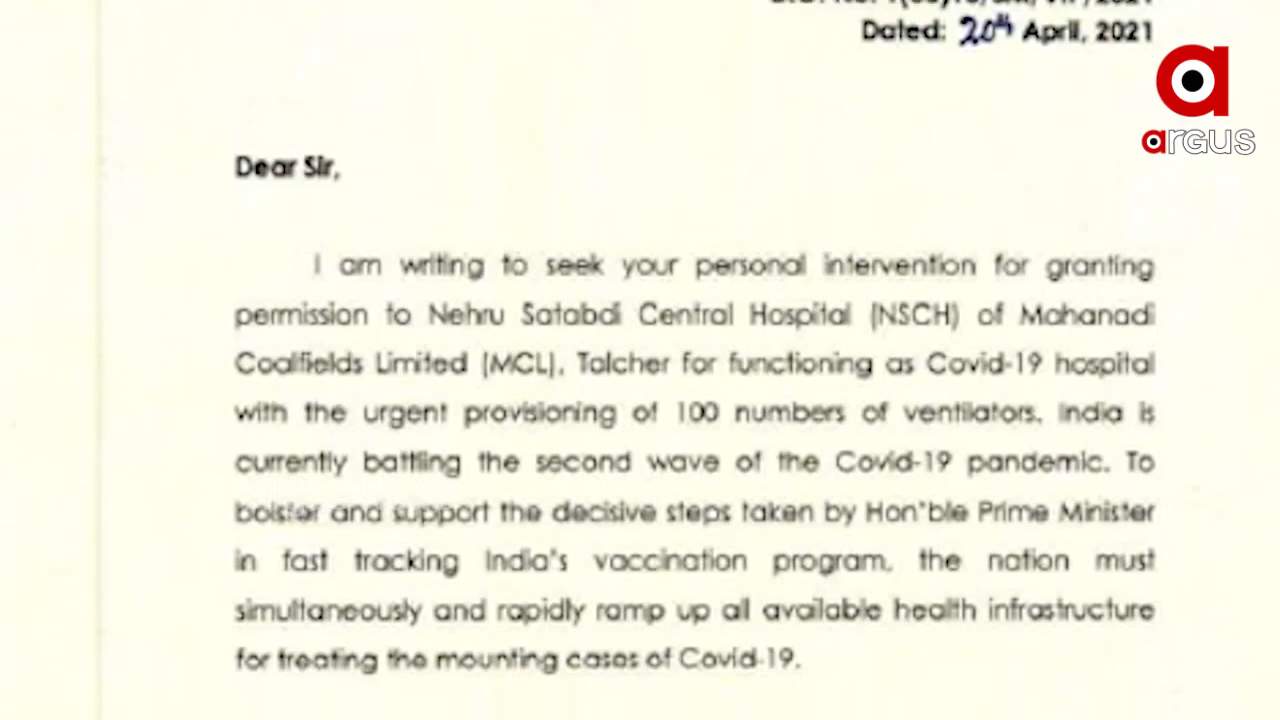 Dated: 20th April, 2021
argus
Dear Sir,
I am writing to seek your personal intervention for granting
permission to Nehru Satabdi Central Hospital (NSCH) of Mahanadi
Coalfields Limited (MCL), Talcher for functioning as Covid-19 hospital
with the urgent provisioning of 100 numbers of ventilators. India is
currently battling the second wave of the Covid-19 pandemic. To
bolster and support the decisive steps taken by Hon'ble Prime Minister
in fast tracking India's vaccination program, the nation must
simultaneously and rapidly ramp up all available health infrastructure
for treating the mounting cases of Covid-19.